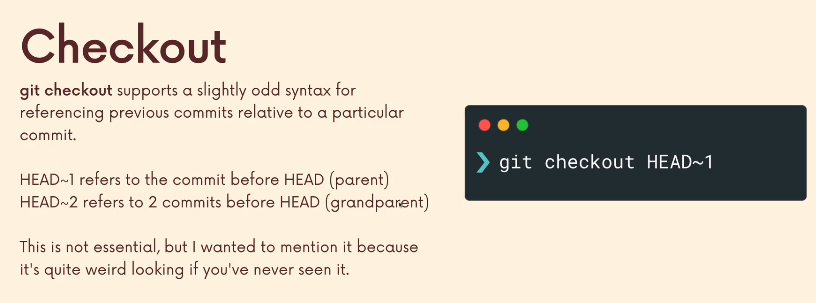 Checkout
git checkout supports a slightly odd syntax for
referencing previous commits relative to a particular
commit.
HEAD~1 refers to the commit before HEAD (parent)
HEAD~2 refers to 2 commits before HEAD (grandparent)
This is not essential, but I wanted to mention it because
it's quite weird looking if you've never seen it.
❯ git checkout HEAD~1